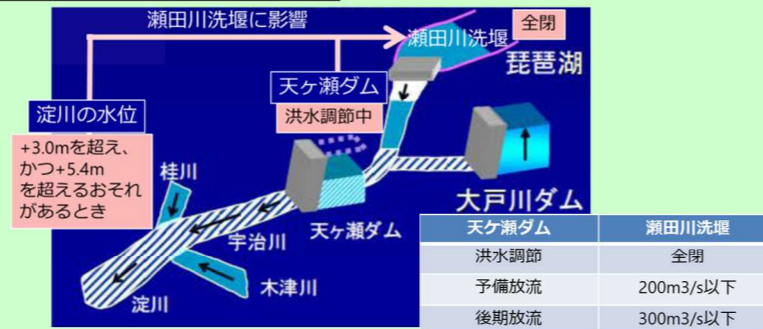 瀬田川洗堰に影響
全閉
瀬田川洗堰
琵琶湖
天ヶ瀬ダム
洪水調節中
淀川の水位
+3.0mを超え、
かつ+5.4m
を超えるおそれ
があるとき
桂川
大戸川ダム
天ヶ瀬ダム
宇治川
木津川
淀川
天ケ瀬ダム 瀬田川洗堰
洪水調節 全閉
予備放流 200m3/s以下
後期放流 300m3/s以下